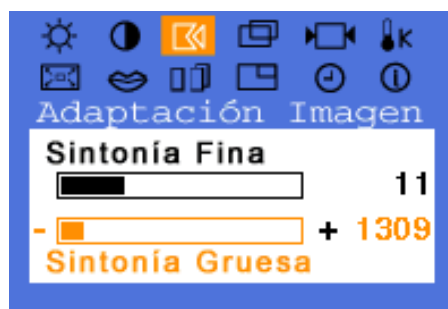 K
Adaptación Imagen
Sintonía Fina
11
- + 1309
Sintonía Gruesa